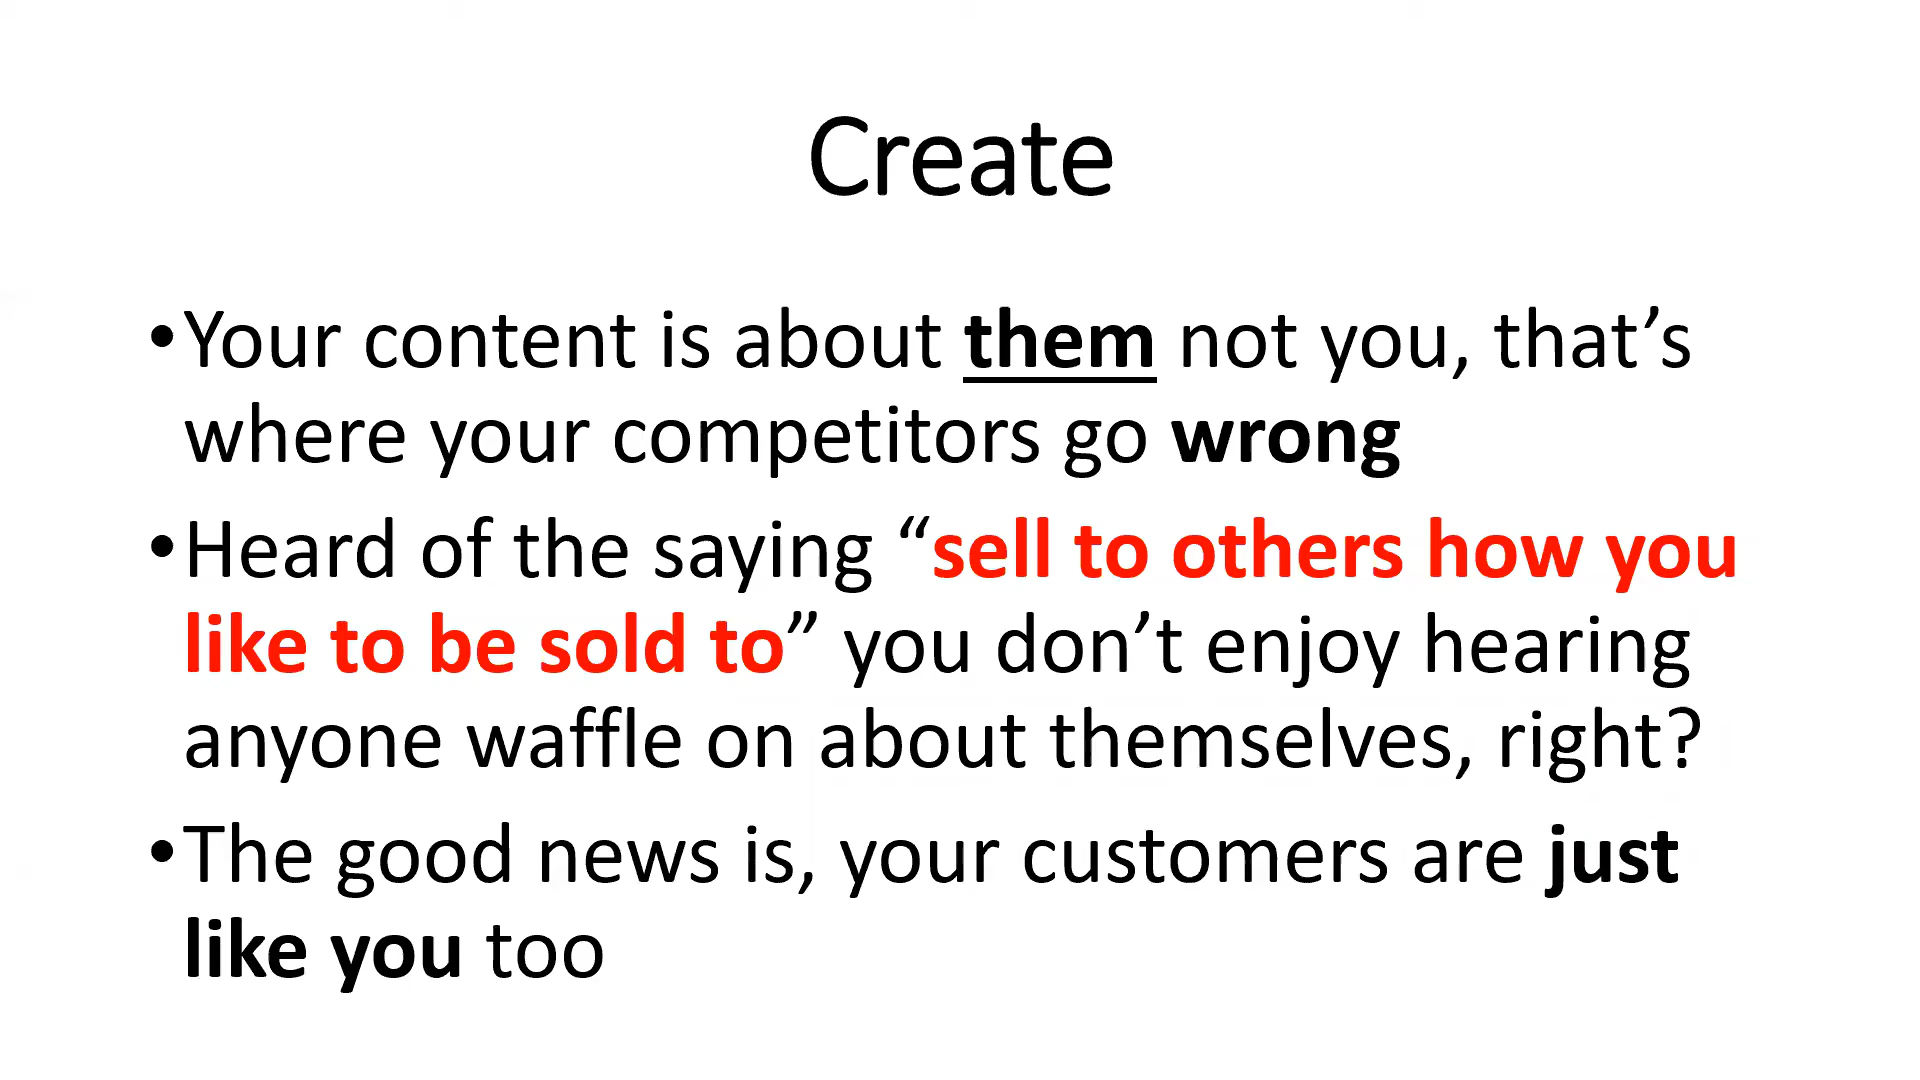 Create
•Your content is about them not you, that’s
where your competitors go wrong
•Heard of the saying “sell to others how you
like to be sold to” you don’t enjoy hearing
anyone waffle on about themselves, right?
•The good news is, your customers are just
like you too